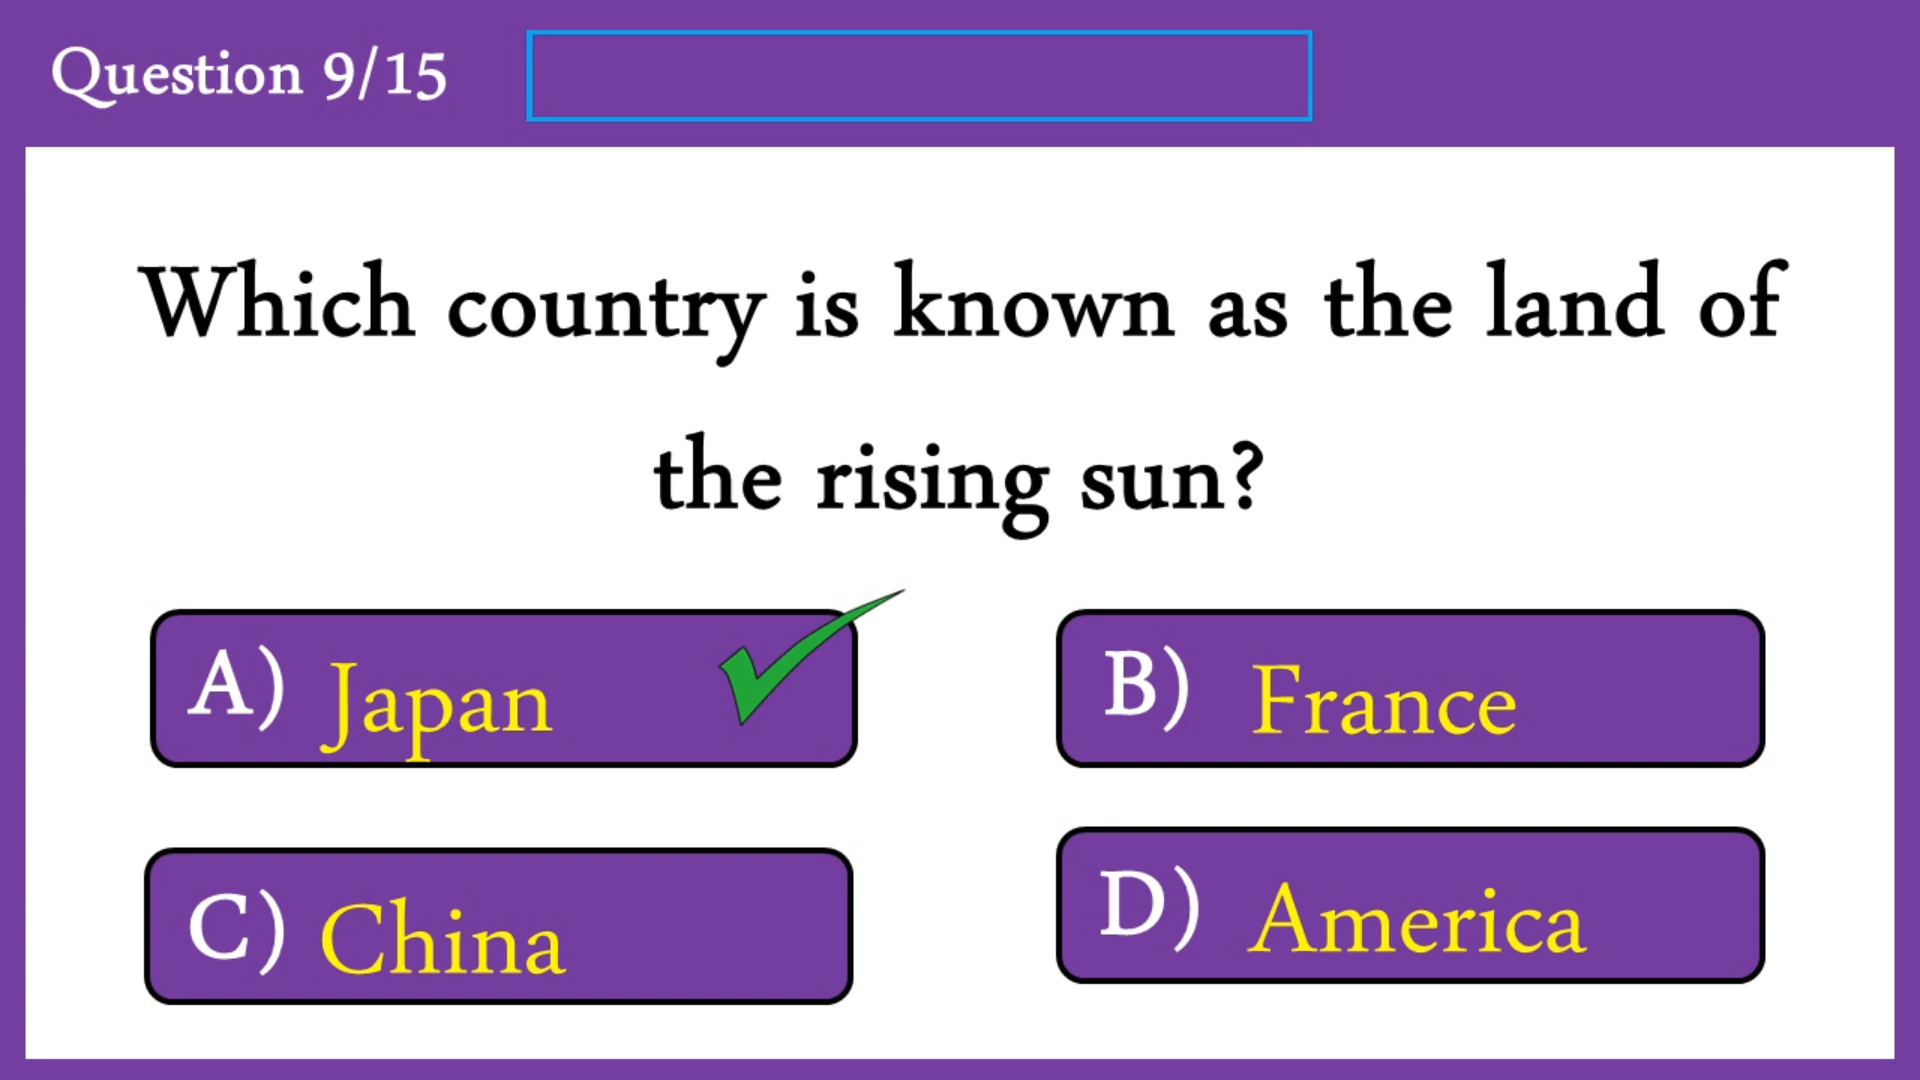 Question 9/15
Which country is known as the land of
the rising sun?
A) Japan
B) France
C) China
D) America